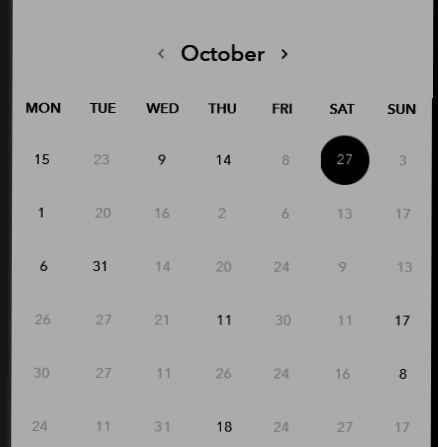 ‹ October ›
MON TUE WED THU FRI SAT SUN
15 23 9 14 8 27 3
1 20 16 2 6 13 17
6 31 14 20 24 9 13
26 27 21 11 30 11 17
30 27 11 26 24 16 8
24 11 31 18 24 27 17